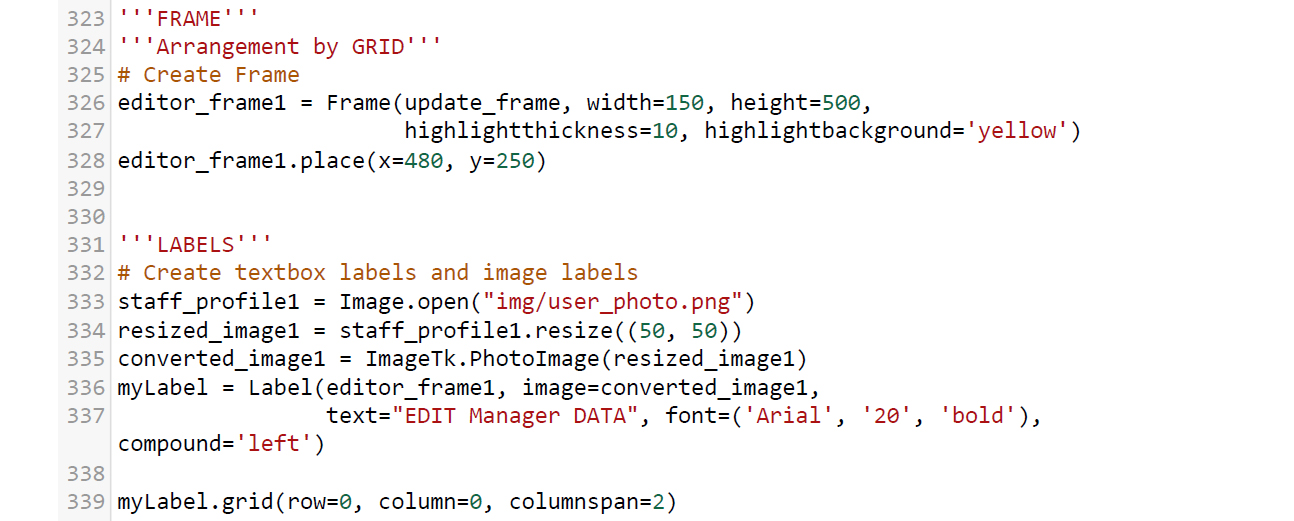 323 '''FRAME'''
324 '''Arrangement by GRID'''
325 # Create Frame
326 editor_frame1 = Frame(update_frame, width=150, height=500,
327                       highlightthickness=10, highlightbackground='yellow')
328 editor_frame1.place(x=480, y=250)
329
330
331 '''LABELS'''
332 # Create textbox labels and image labels
333 staff_profile1 = Image.open("img/user_photo.png")
334 resized_image1 = staff_profile1.resize((50, 50))
335 converted_image1 = ImageTk.PhotoImage(resized_image1)
336 myLabel = Label(editor_frame1, image=converted_image1,
337                 text="EDIT Manager DATA", font=('Arial', '20', 'bold'),
compound='left')
338
339 myLabel.grid(row=0, column=0, columnspan=2)